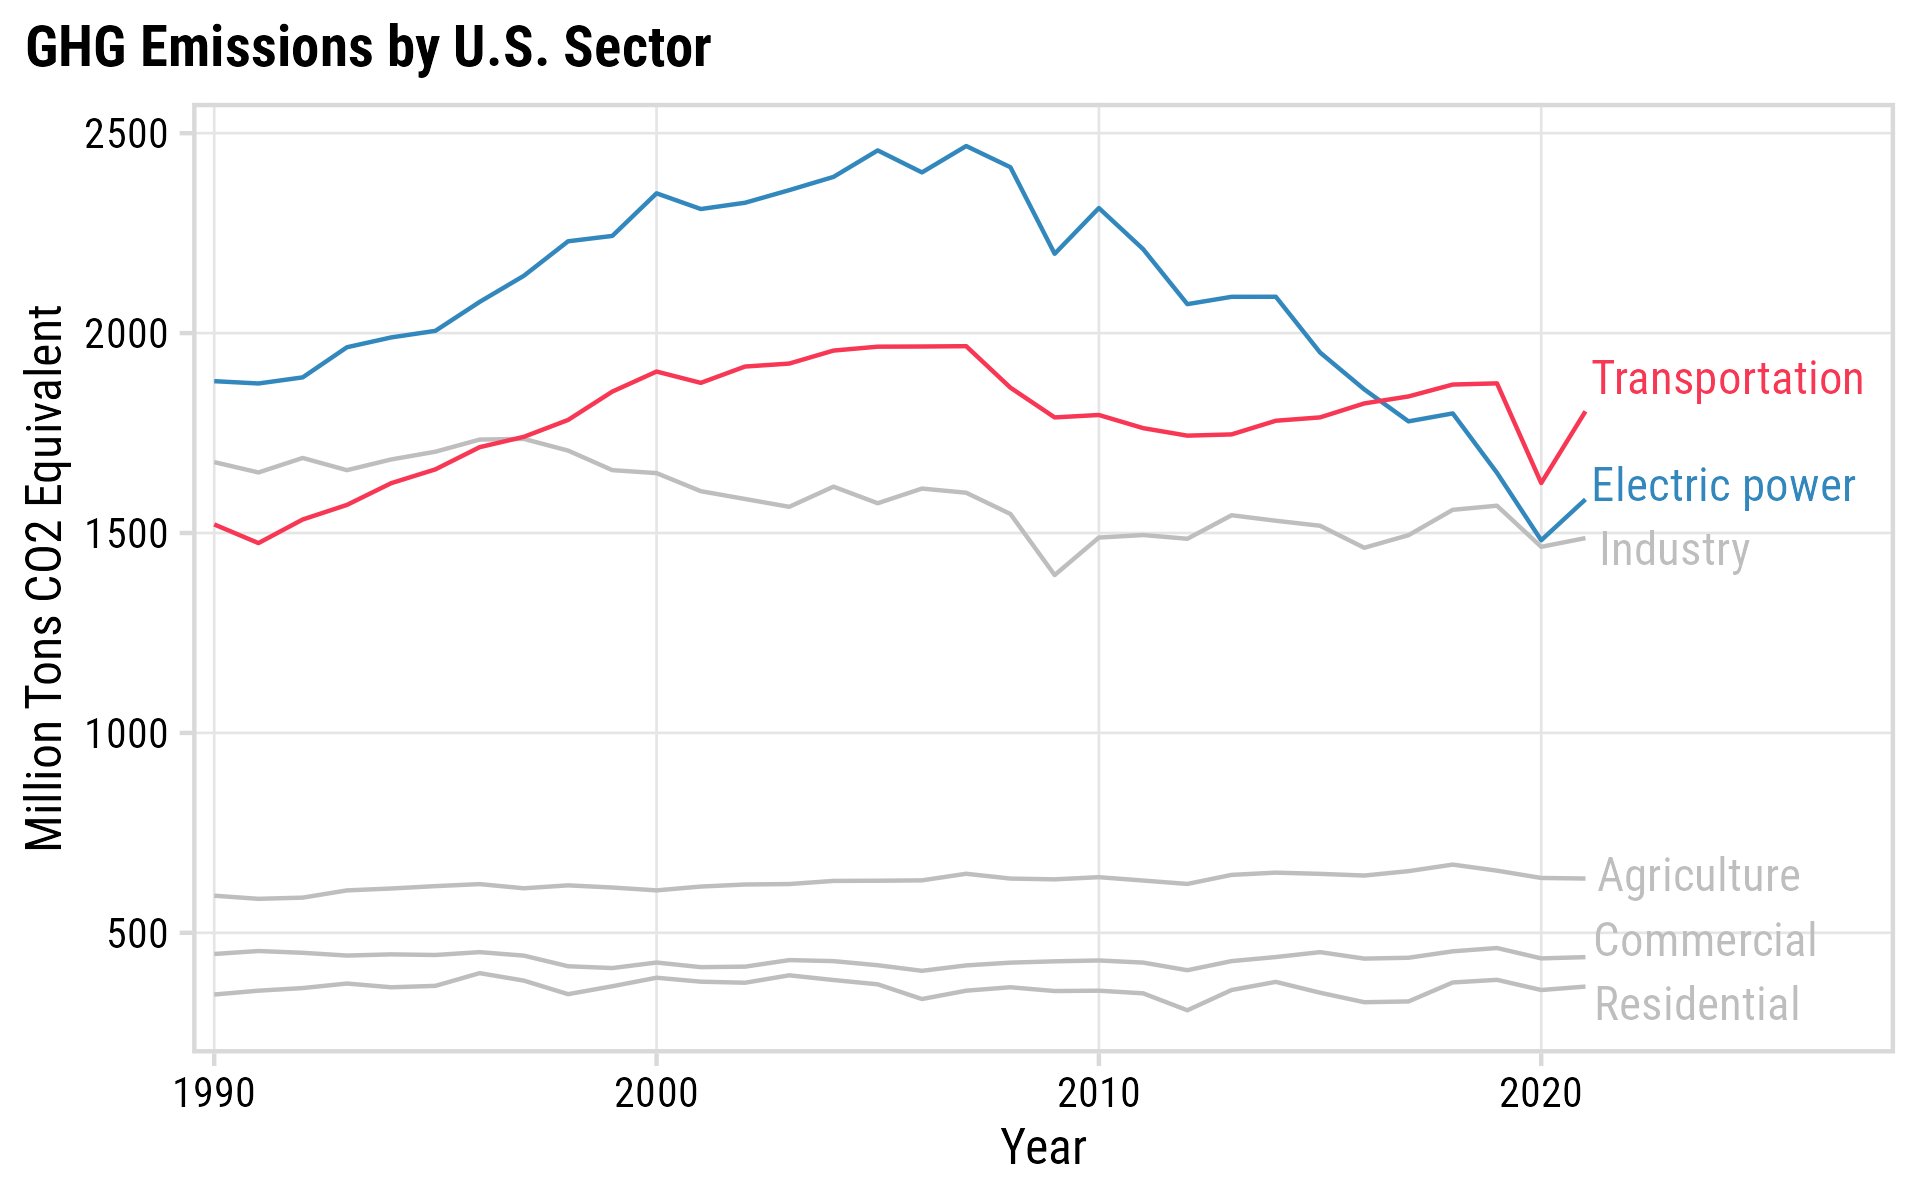 GHG Emissions by U.S. Sector
Million Tons CO2 Equivalent
2500
2000
1500
1000
500
Transportation
Electric power
Industry
Agriculture
Commercial
Residential
1990
2000
2010
2020
Year